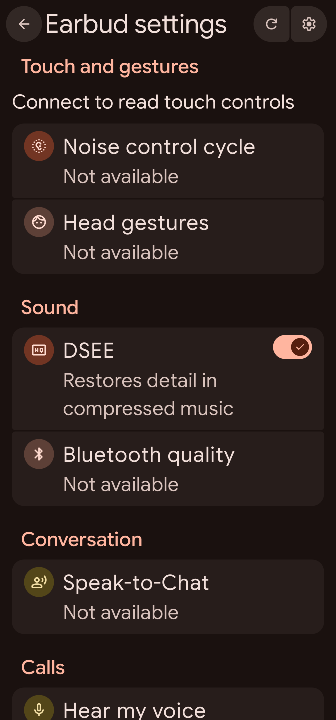 Earbud settings
Touch and gestures
Connect to read touch controls
Noise control cycle
Not available
Head gestures
Not available
Sound
HQ
DSEE
Restores detail in
compressed music
Bluetooth quality
Not available
Conversation
Speak-to-Chat
Not available
Calls
Hear my voice